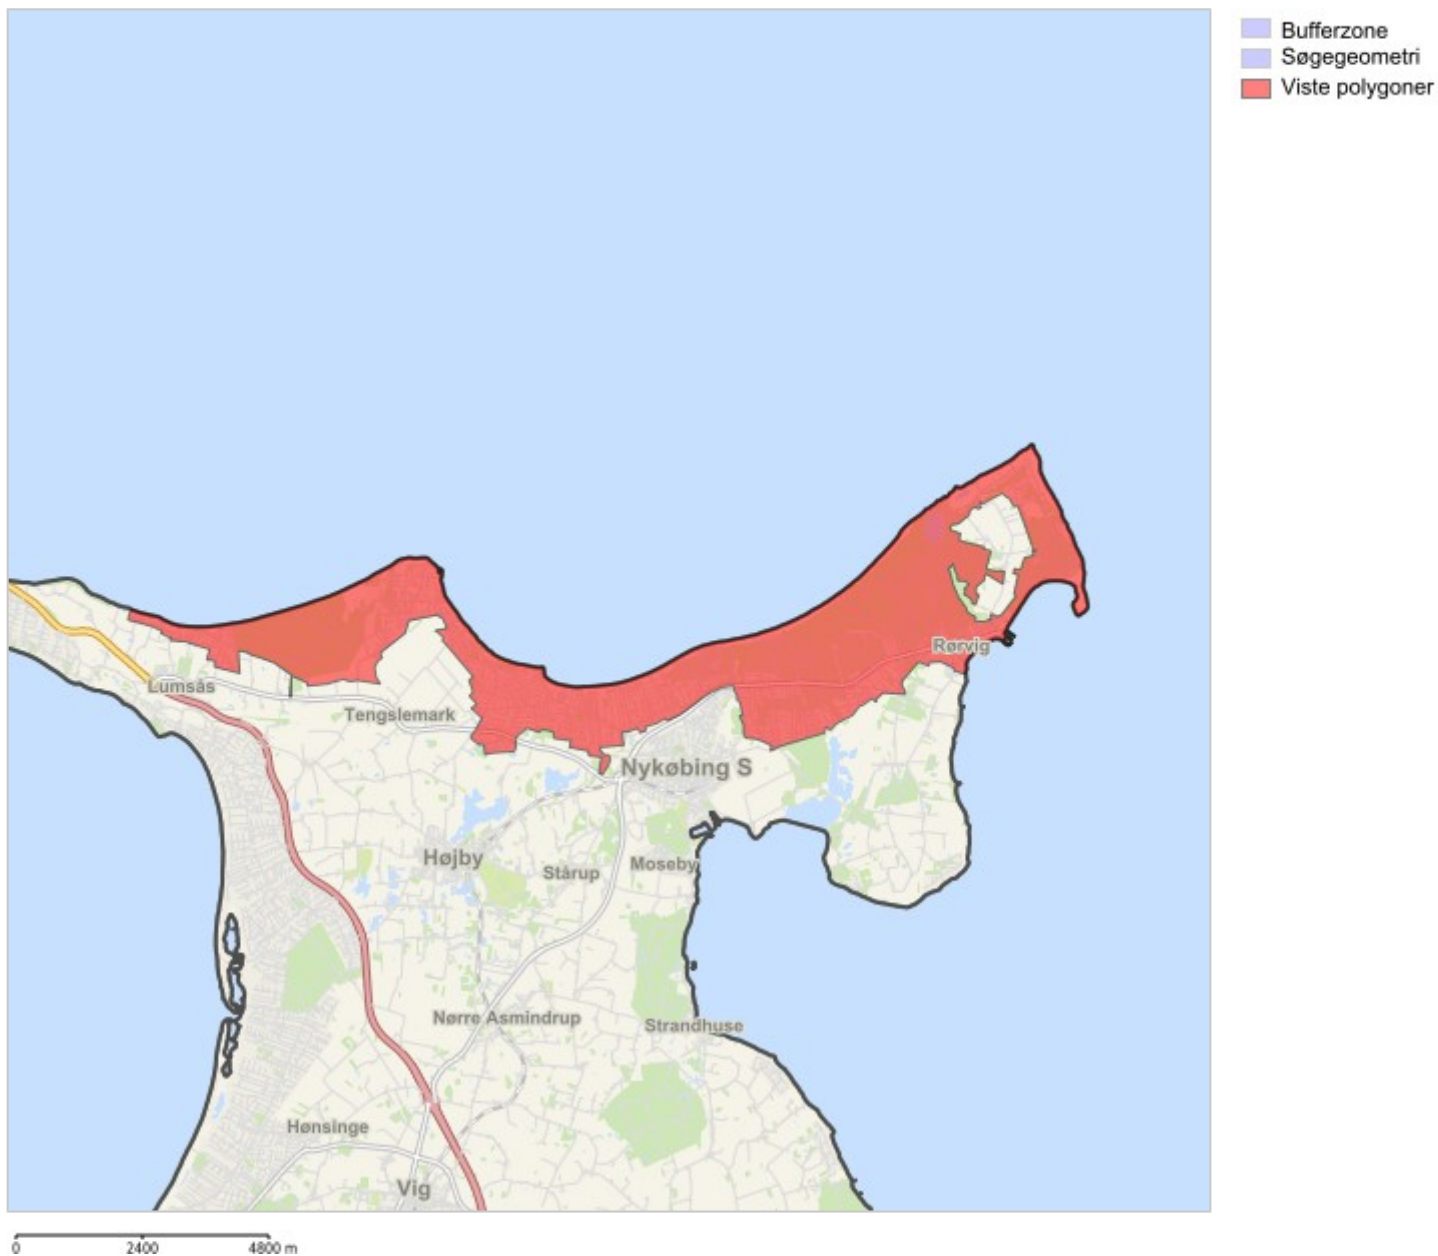 Bufferzone
Søgegeometri
Viste polygoner
Rørvig
Lumsås
Tengslemark
Nykøbing S
Højby
Stårup
Moseby
Nørre Asmindrup
Strandhuse
Hønsinge
Vig
0 2400 4800 m